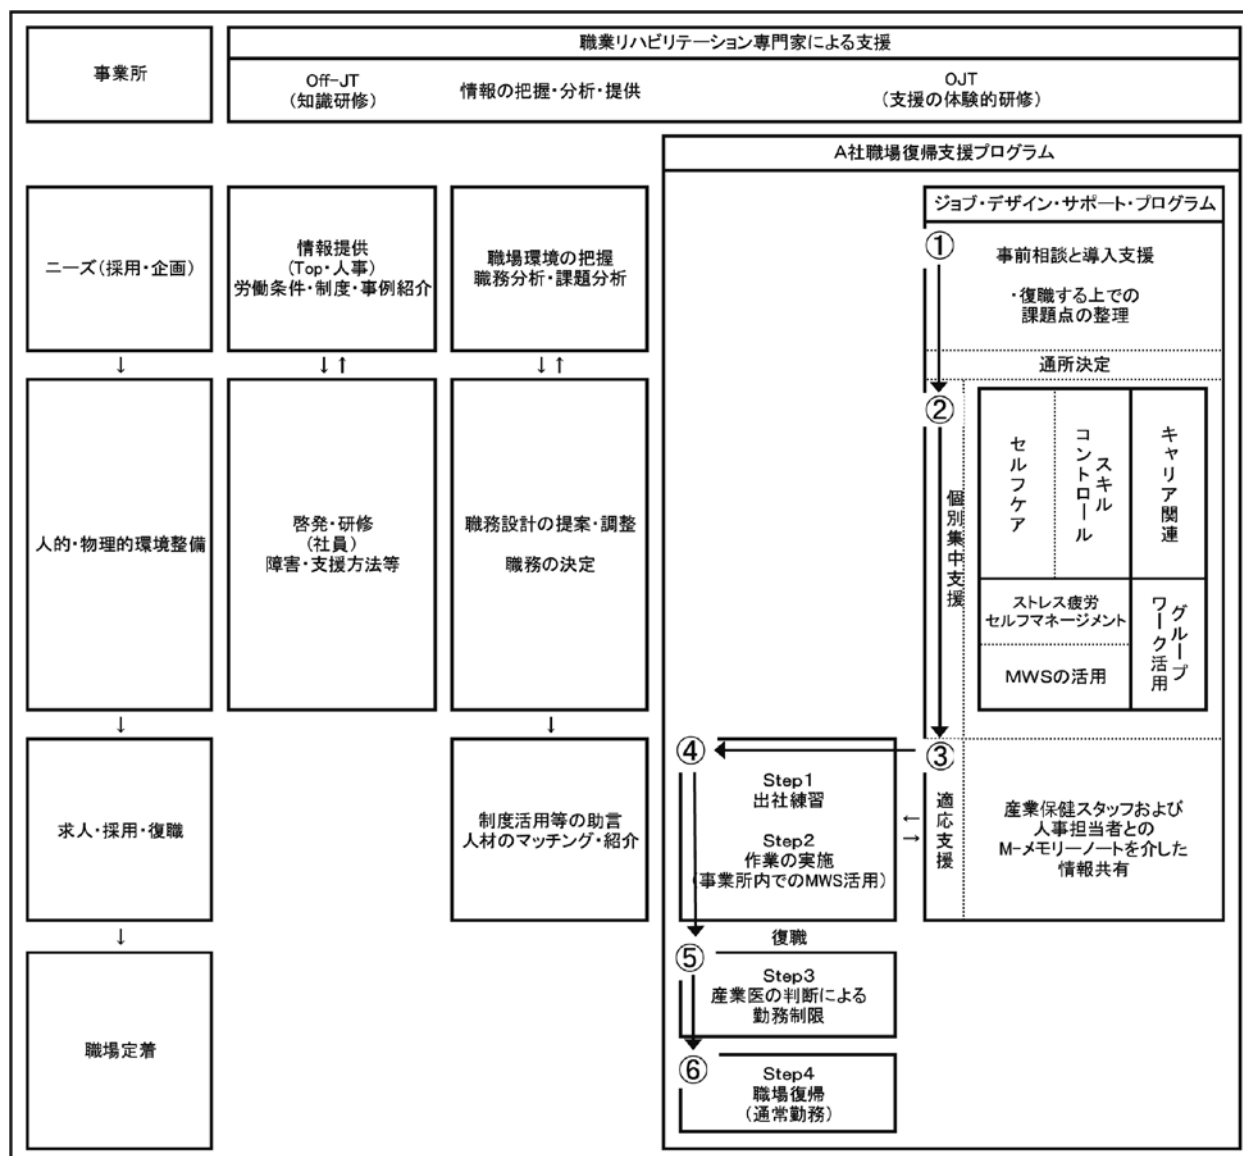 事業所
職業リハビリテーション専門家による支援
Off-JT
(知識研修)
情報の把握・分析・提供
OJT
(支援の体験的研修)
A社職場復帰支援プログラム
ニーズ(採用・企画)
↓
人的・物理的環境整備
↓
求人・採用・復職
↓
職場定着
情報提供
(Top・人事)
労働条件・制度・事例紹介
↓↑
啓発・研修
(社員)
障害・支援方法等
職場環境の把握
職務分析・課題分析
↓↑
職務設計の提案・調整
職務の決定
↓
制度活用等の助言
人材のマッチング・紹介
ジョブ・デザイン・サポート・プログラム
①
事前相談と導入支援
・復職する上での
課題点の整理
通所決定
②
個別集中支援
セルフケア
スキル
コントロール
キャリア関連
ストレス疲労
セルフマネージメント
MWSの活用
グループ
ワーク活用
③
適応支援
産業保健スタッフおよび
人事担当者との
M-メモリーノートを介した
情報共有
←
→
④
Step1
出社練習
Step2
作業の実施
(事業所内でのMWS活用)
復職
⑤
Step3
産業医の判断による
勤務制限
⑥
Step4
職場復帰
(通常勤務)